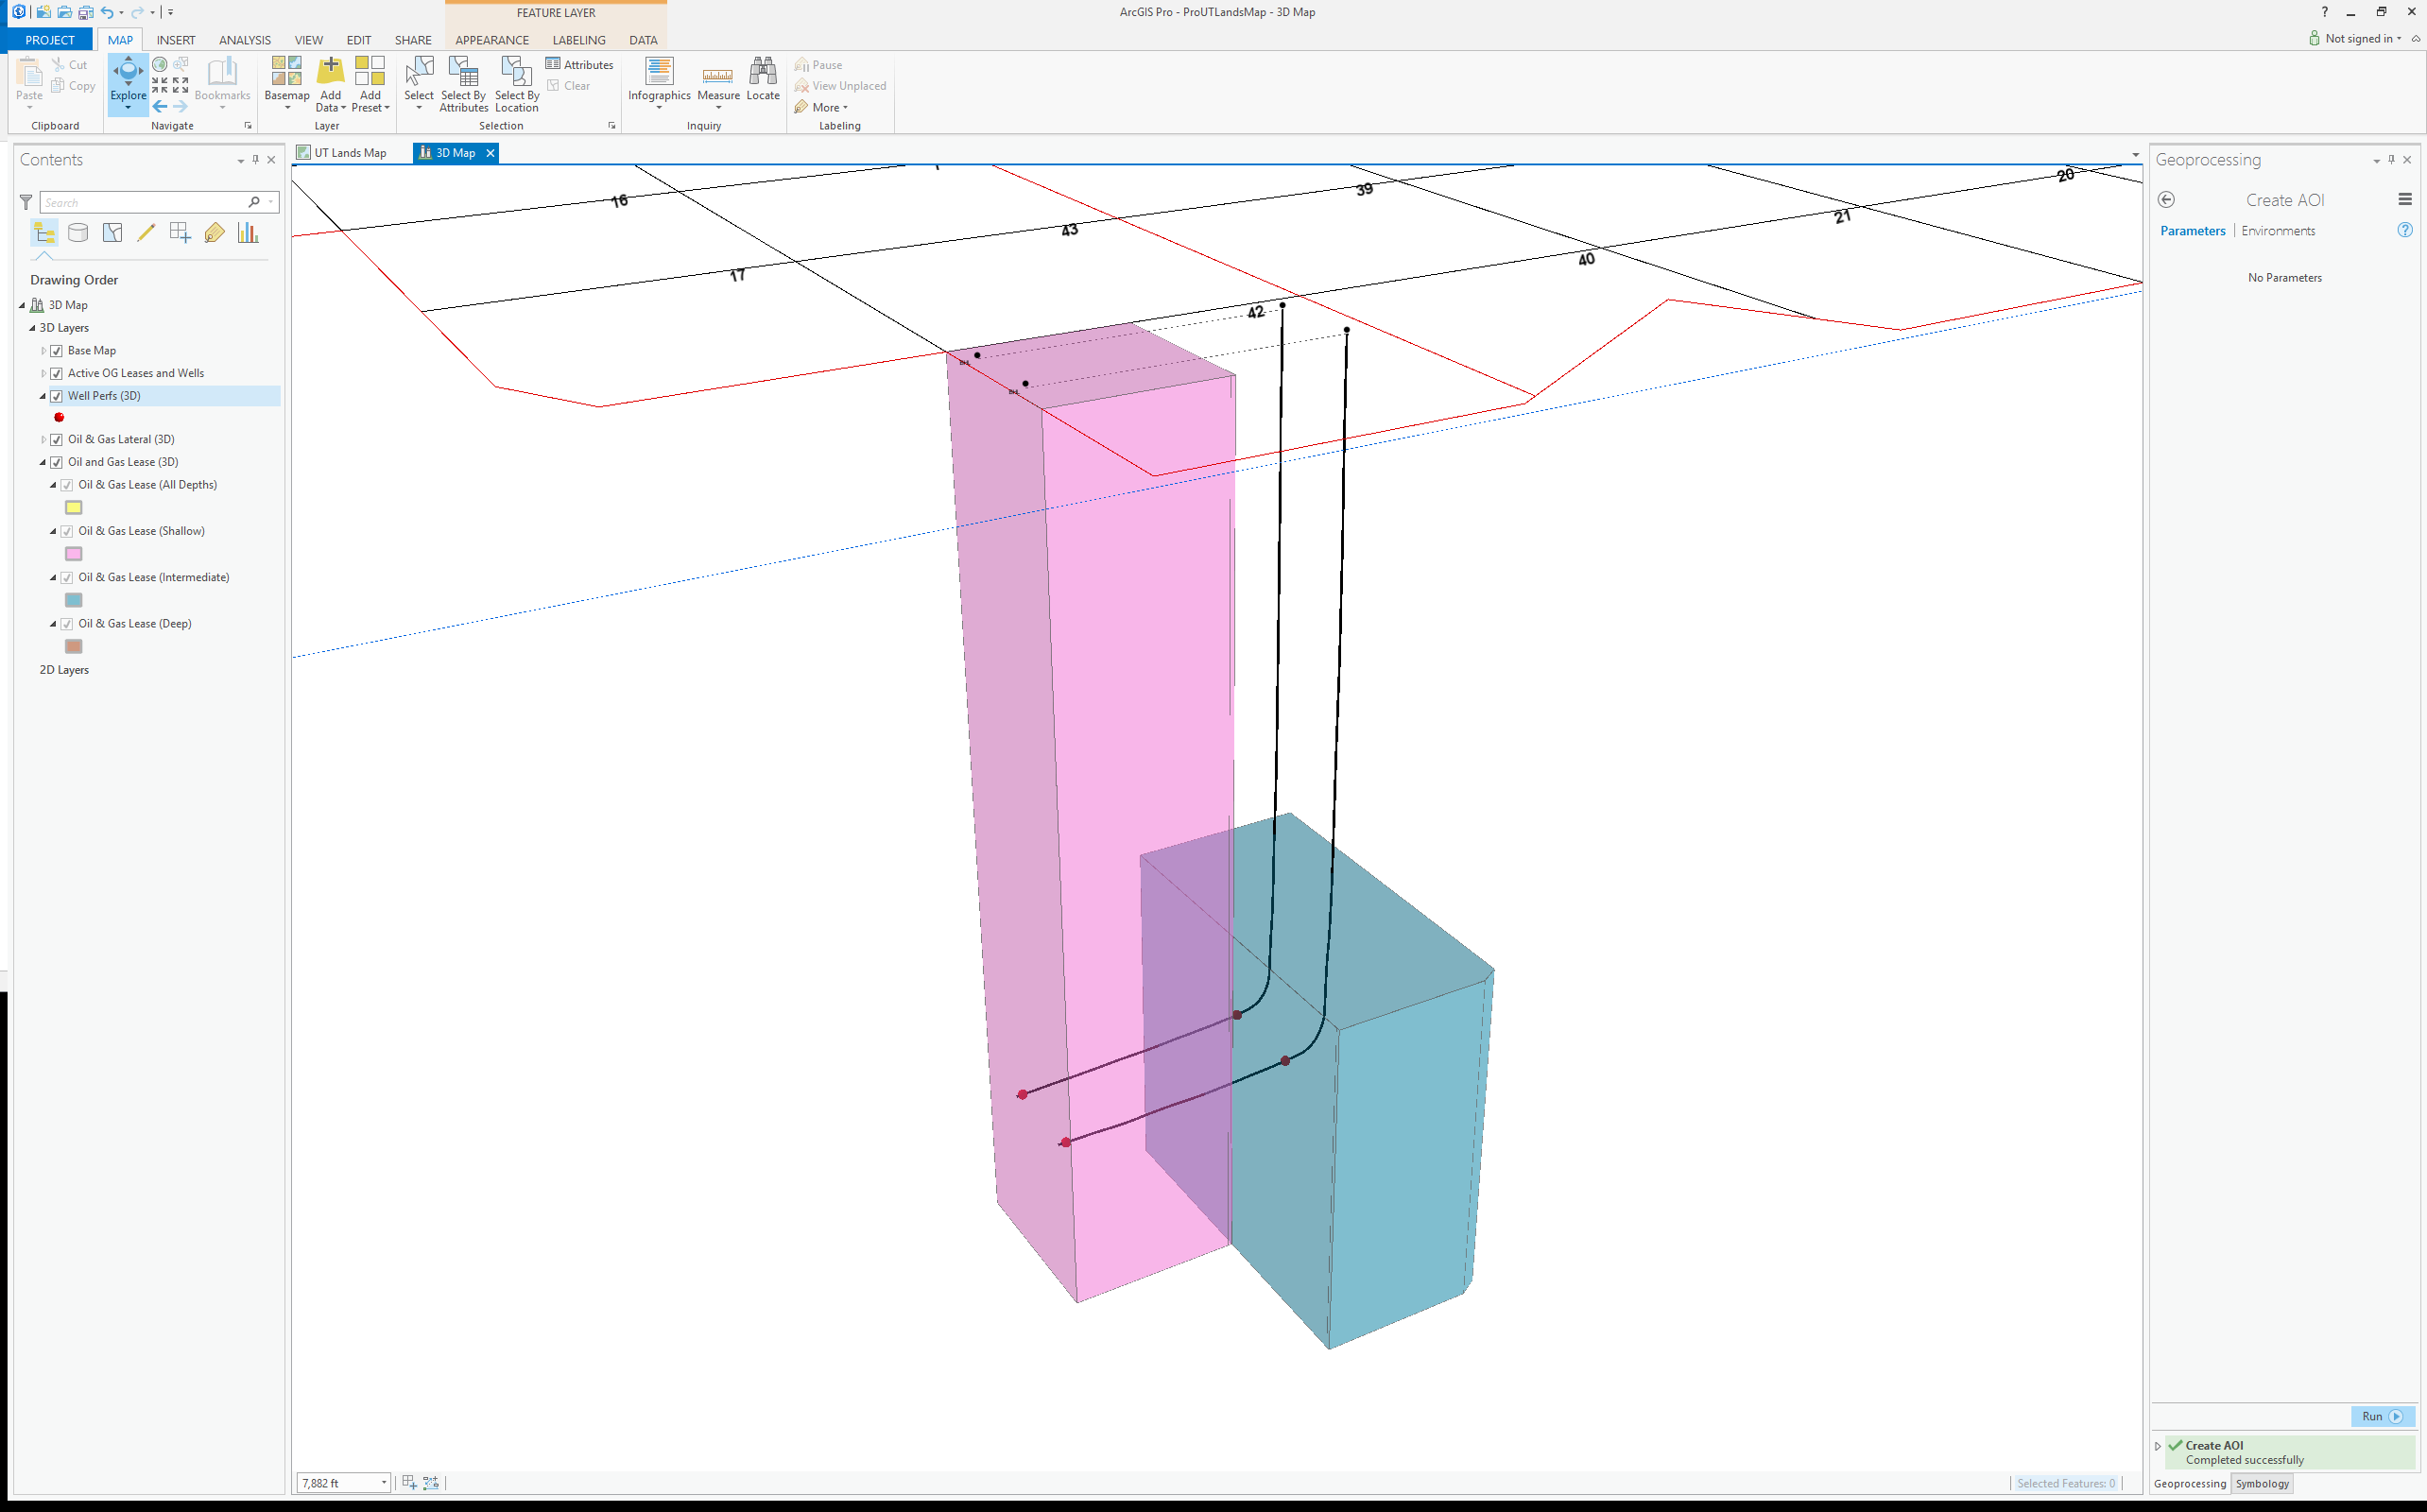 FEATURE LAYER
ArcGIS Pro - ProUTLandsMap - 3D Map
?
PROJECT MAP INSERT ANALYSIS VIEW EDIT SHARE APPEARANCE LABELING DATA
Not signed in
Paste
Cut
Copy
Clipboard
Explore
Bookmarks
Navigate
Basemap
Add Data
Add Preset
Layer
Select
Select By Attributes
Select By Location
Attributes
Clear
Selection
Infographics
Measure
Locate
Inquiry
Pause
View Unplaced
More
Labeling
Contents
Search
Drawing Order
3D Map
3D Layers
Base Map
Active OG Leases and Wells
Well Perfs (3D)
Oil & Gas Lateral (3D)
Oil and Gas Lease (3D)
Oil & Gas Lease (All Depths)
Oil & Gas Lease (Shallow)
Oil & Gas Lease (Intermediate)
Oil & Gas Lease (Deep)
2D Layers
UT Lands Map
3D Map
16
39
20
43
21
17
40
42
BHL
BHL
7,882 ft
Selected Features: 0
Geoprocessing
Create AOI
Parameters | Environments
?
No Parameters
Run
Create AOI
Completed successfully
Geoprocessing Symbology